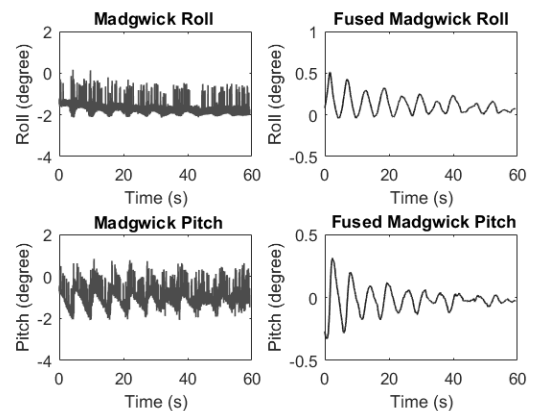 Madgwick Roll
Fused Madgwick Roll
Roll (degree)
2
0
-2
-4
0 20 40 60
Time (s)
Roll (degree)
1
0.5
0
-0.5
0 20 40 60
Time (s)
Madgwick Pitch
Fused Madgwick Pitch
Pitch (degree)
2
0
-2
-4
0 20 40 60
Time (s)
Pitch (degree)
0.5
0
-0.5
0 20 40 60
Time (s)